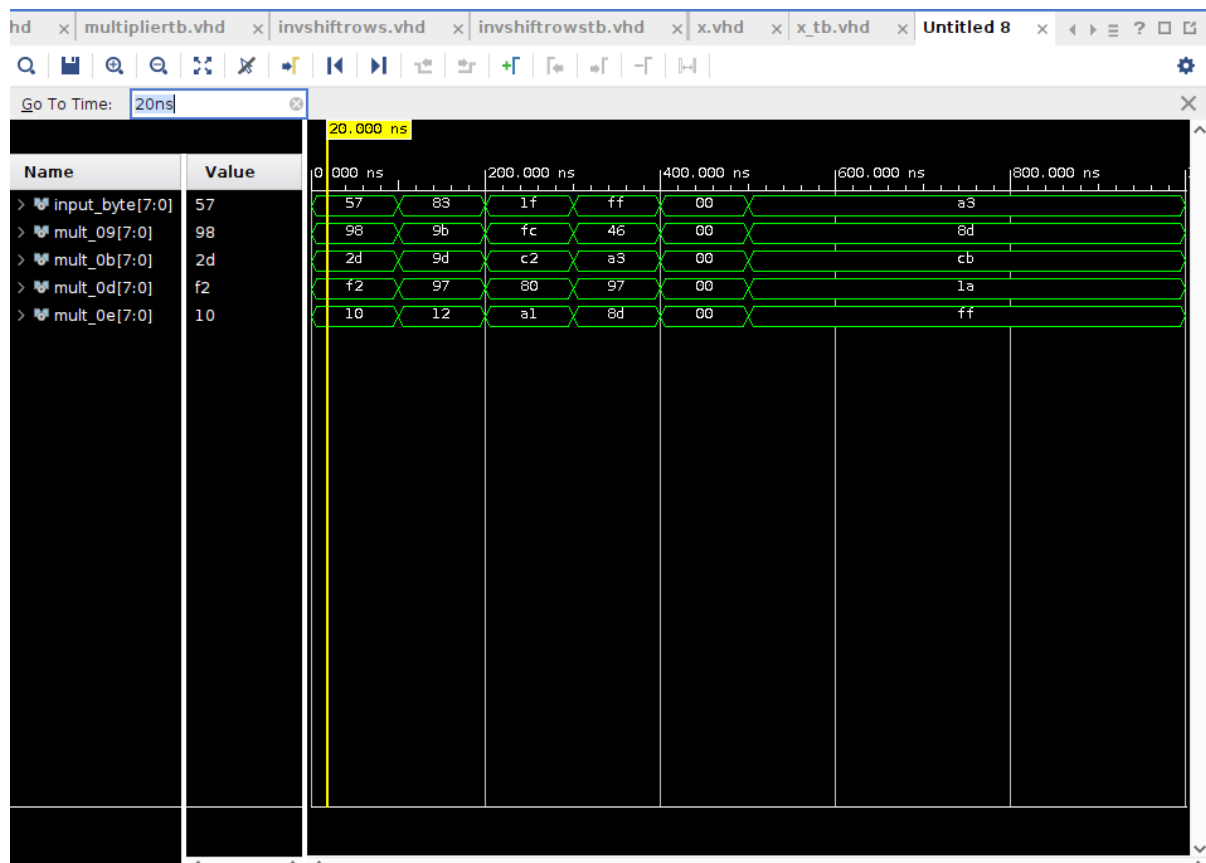 hd multipliertb.vhd invshiftrows.vhd invshiftrowstb.vhd x.vhd x_tb.vhd Untitled 8
Go To Time: 20ns
20.000 ns
Name Value 0.000 ns 200.000 ns 400.000 ns 600.000 ns 800.000 ns
input_byte[7:0] 57 57 83 1f ff 00 a3
mult_09[7:0] 98 98 9b fc 46 00 8d
mult_0b[7:0] 2d 2d 9d c2 a3 00 cb
mult_0d[7:0] f2 f2 97 80 97 00 1a
mult_0e[7:0] 10 10 12 a1 8d 00 ff